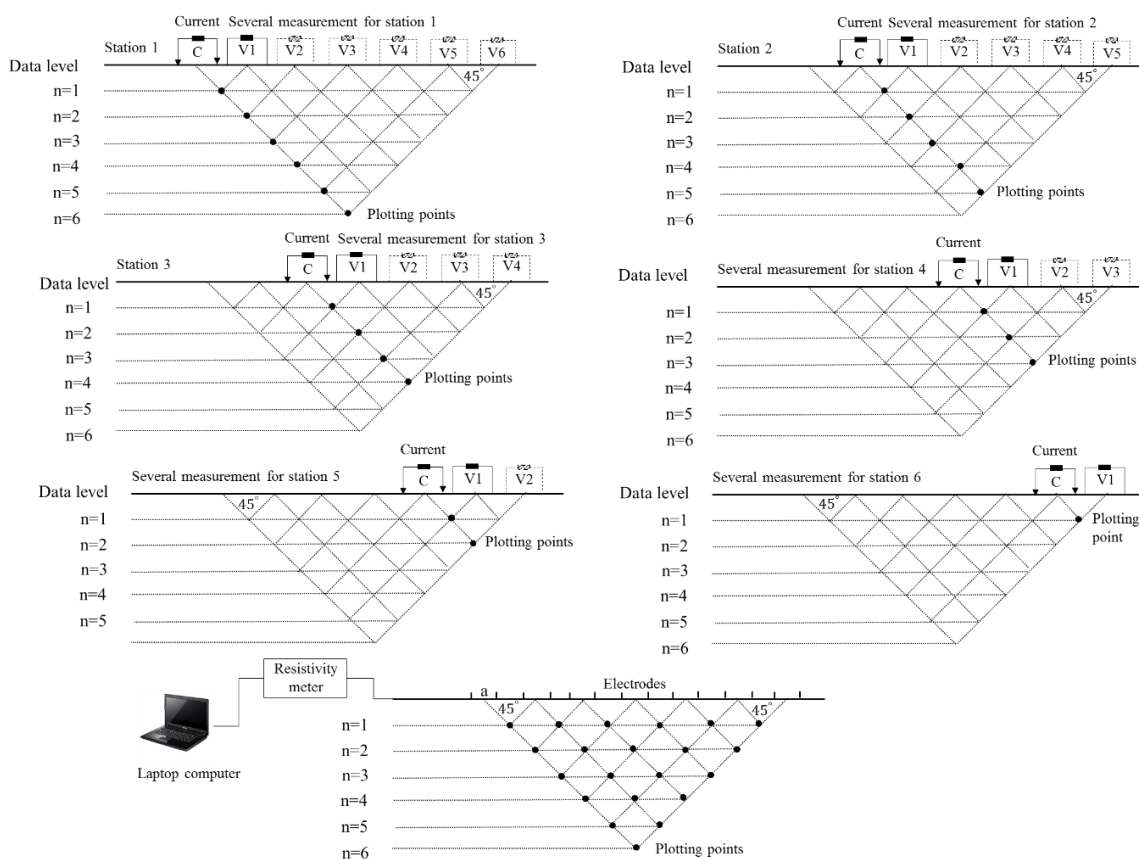 Current Several measurement for station 1
Station 1 C V1 V2 V3 V4 V5 V6
Data level
45°
n=1
n=2
n=3
n=4
n=5
n=6
Plotting points
Current Several measurement for station 2
Station 2 C V1 V2 V3 V4 V5
Data level
45°
n=1
n=2
n=3
n=4
n=5
n=6
Plotting points
Current Several measurement for station 3
Station 3 C V1 V2 V3 V4
Data level
45°
n=1
n=2
n=3
n=4
n=5
n=6
Plotting points
Current
Several measurement for station 4 C V1 V2 V3
Data level
45°
n=1
n=2
n=3
n=4
n=5
n=6
Plotting points
Current
Several measurement for station 5 C V1 V2
Data level
45°
n=1
n=2
n=3
n=4
n=5
Plotting points
Current
Several measurement for station 6 C V1
Data level
45°
n=1
n=2
n=3
n=4
n=5
n=6
Plotting
point
Resistivity
meter
Laptop computer
a Electrodes
45° 45°
n=1
n=2
n=3
n=4
n=5
n=6
Plotting points